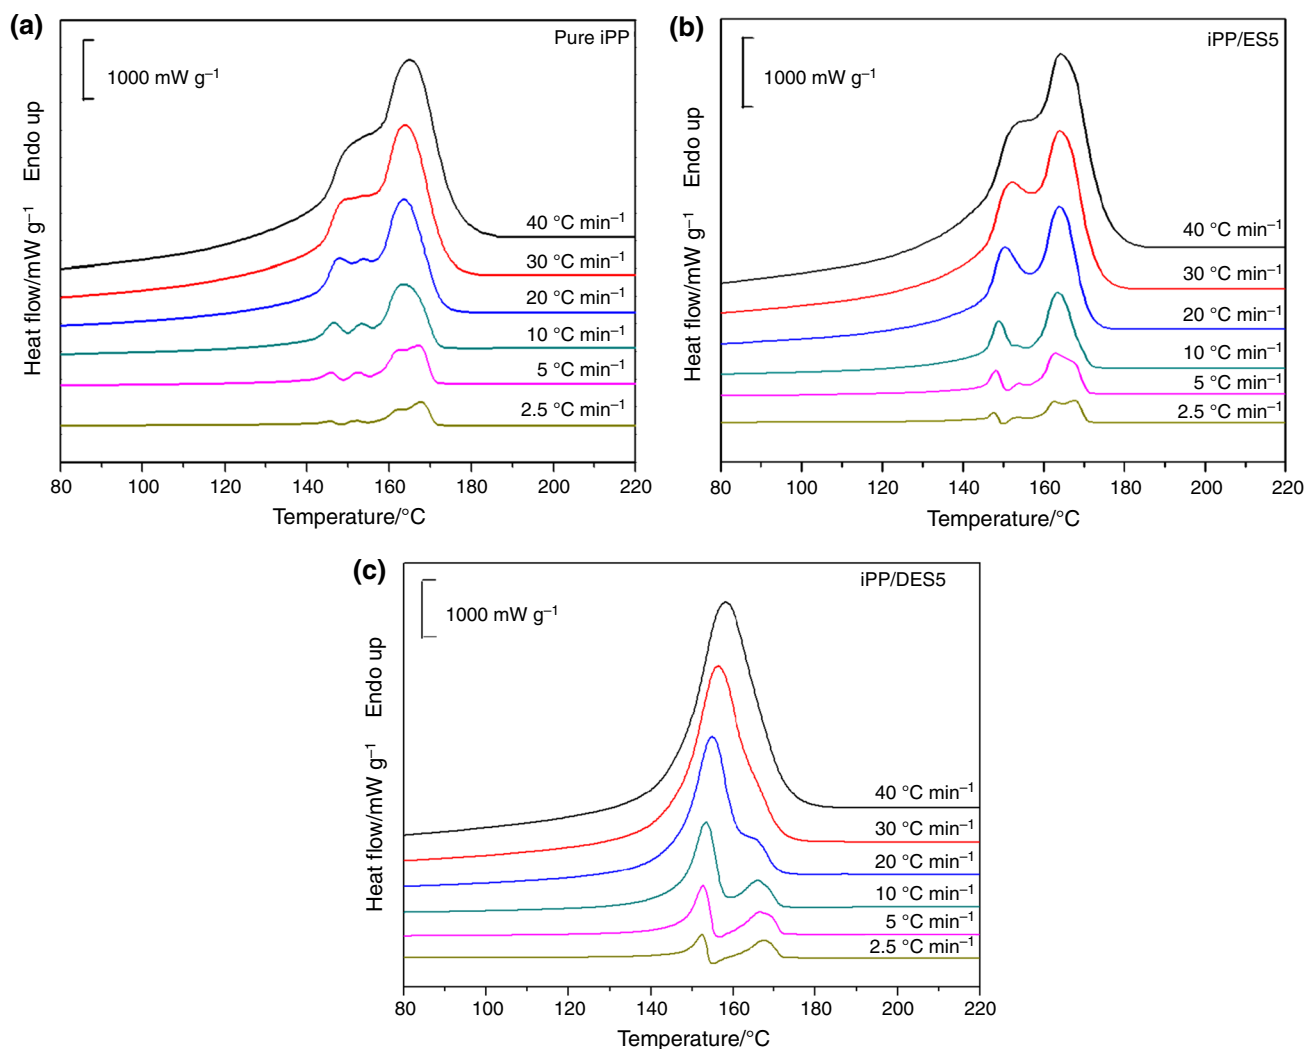 (a)
Pure iPP
1000 mW g⁻¹
Heat flow/mW g⁻¹ Endo up
40 °C min⁻¹
30 °C min⁻¹
20 °C min⁻¹
10 °C min⁻¹
5 °C min⁻¹
2.5 °C min⁻¹
80 100 120 140 160 180 200 220
Temperature/°C
(b)
iPP/ES5
1000 mW g⁻¹
Heat flow/mW g⁻¹ Endo up
40 °C min⁻¹
30 °C min⁻¹
20 °C min⁻¹
10 °C min⁻¹
5 °C min⁻¹
2.5 °C min⁻¹
80 100 120 140 160 180 200 220
Temperature/°C
(c)
iPP/DES5
1000 mW g⁻¹
Heat flow/mW g⁻¹ Endo up
40 °C min⁻¹
30 °C min⁻¹
20 °C min⁻¹
10 °C min⁻¹
5 °C min⁻¹
2.5 °C min⁻¹
80 100 120 140 160 180 200 220
Temperature/°C